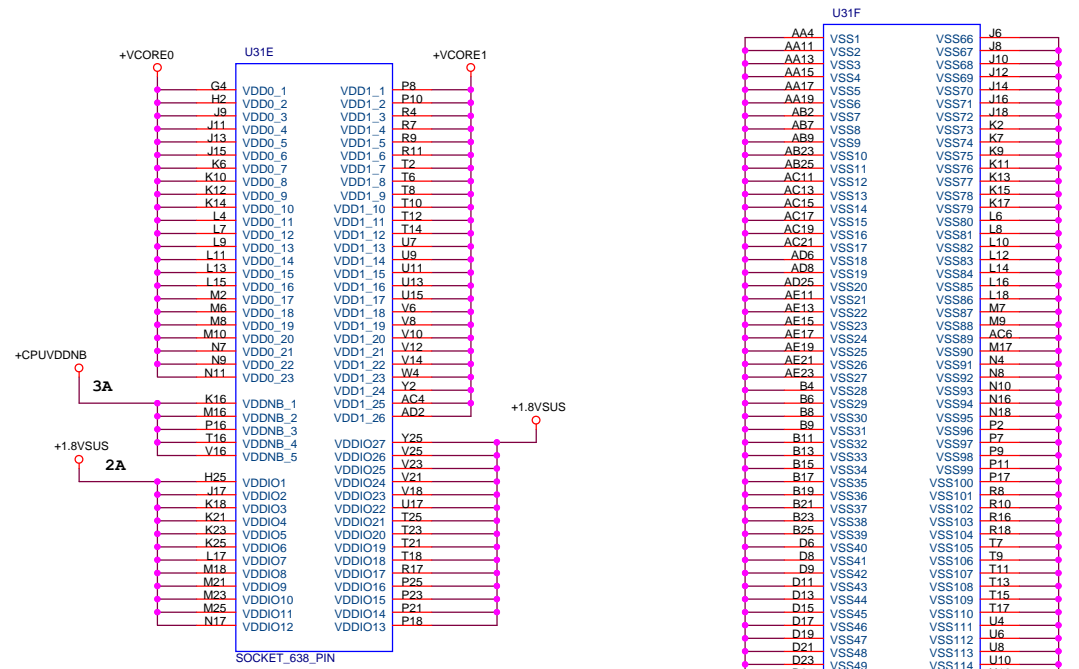 U31E
+VCORE0
+VCORE1
G4 VDD0_1 VDD1_1 P8
H2 VDD0_2 VDD1_2 P10
J9 VDD0_3 VDD1_3 R4
J11 VDD0_4 VDD1_4 R7
J13 VDD0_5 VDD1_5 R9
J15 VDD0_6 VDD1_6 R11
K6 VDD0_7 VDD1_7 T2
K10 VDD0_8 VDD1_8 T6
K12 VDD0_9 VDD1_9 T8
K14 VDD0_10 VDD1_10 T10
L4 VDD0_11 VDD1_11 T12
L7 VDD0_12 VDD1_12 T14
L9 VDD0_13 VDD1_13 U7
L11 VDD0_14 VDD1_14 U9
L13 VDD0_15 VDD1_15 U11
L15 VDD0_16 VDD1_16 U13
M2 VDD0_17 VDD1_17 U15
M6 VDD0_18 VDD1_18 V6
M8 VDD0_19 VDD1_19 V8
M10 VDD0_20 VDD1_20 V10
N7 VDD0_21 VDD1_21 V12
N9 VDD0_22 VDD1_22 V14
N11 VDD0_23 VDD1_23 W4
VDD1_24 Y2
+CPUVDDNB
3A
K16 VDDNB_1 VDD1_25 AC4
M16 VDDNB_2 VDD1_26 AD2
P16 VDDNB_3
T16 VDDNB_4
V16 VDDNB_5
+1.8VSUS
VDDIO27 Y25
VDDIO26 V25
VDDIO25 V23
+1.8VSUS
2A
H25 VDDIO1 VDDIO24 V21
J17 VDDIO2 VDDIO23 V18
K18 VDDIO3 VDDIO22 U17
K21 VDDIO4 VDDIO21 T25
K23 VDDIO5 VDDIO20 T23
K25 VDDIO6 VDDIO19 T21
L17 VDDIO7 VDDIO18 T18
M18 VDDIO8 VDDIO17 R17
M21 VDDIO9 VDDIO16 P25
M23 VDDIO10 VDDIO15 P23
M25 VDDIO11 VDDIO14 P21
N17 VDDIO12 VDDIO13 P18
SOCKET_638_PIN
U31F
AA4 VSS1 VSS66 J6
AA11 VSS2 VSS67 J8
AA13 VSS3 VSS68 J10
AA15 VSS4 VSS69 J12
AA17 VSS5 VSS70 J14
AA19 VSS6 VSS71 J16
AB2 VSS7 VSS72 J18
AB7 VSS8 VSS73 K2
AB9 VSS9 VSS74 K7
AB23 VSS10 VSS75 K9
AB25 VSS11 VSS76 K11
AC11 VSS12 VSS77 K13
AC13 VSS13 VSS78 K15
AC15 VSS14 VSS79 K17
AC17 VSS15 VSS80 L6
AC19 VSS16 VSS81 L8
AC21 VSS17 VSS82 L10
AD6 VSS18 VSS83 L12
AD8 VSS19 VSS84 L14
AD25 VSS20 VSS85 L16
AE11 VSS21 VSS86 L18
AE13 VSS22 VSS87 M7
AE15 VSS23 VSS88 M9
AE17 VSS24 VSS89 AC6
AE19 VSS25 VSS90 M17
AE21 VSS26 VSS91 N4
AE23 VSS27 VSS92 N8
B4 VSS28 VSS93 N10
B6 VSS29 VSS94 N16
B8 VSS30 VSS95 N18
B9 VSS31 VSS96 P2
B11 VSS32 VSS97 P7
B13 VSS33 VSS98 P9
B15 VSS34 VSS99 P11
B17 VSS35 VSS100 P17
B19 VSS36 VSS101 R8
B21 VSS37 VSS102 R10
B23 VSS38 VSS103 R16
B25 VSS39 VSS104 R18
D6 VSS40 VSS105 T7
D8 VSS41 VSS106 T9
D9 VSS42 VSS107 T11
D11 VSS43 VSS108 T13
D13 VSS44 VSS109 T15
D15 VSS45 VSS110 T17
D17 VSS46 VSS111 U4
D19 VSS47 VSS112 U6
D21 VSS48 VSS113 U8
D23 VSS49 VSS114 U10